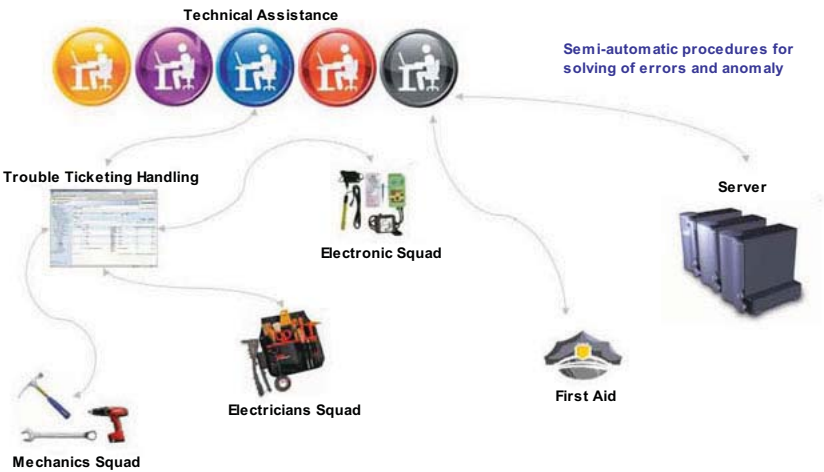 Technical Assistance
Semi-automatic procedures for
solving of errors and anomaly
Trouble Ticketing Handling
Server
Electronic Squad
Electricians Squad
First Aid
Mechanics Squad